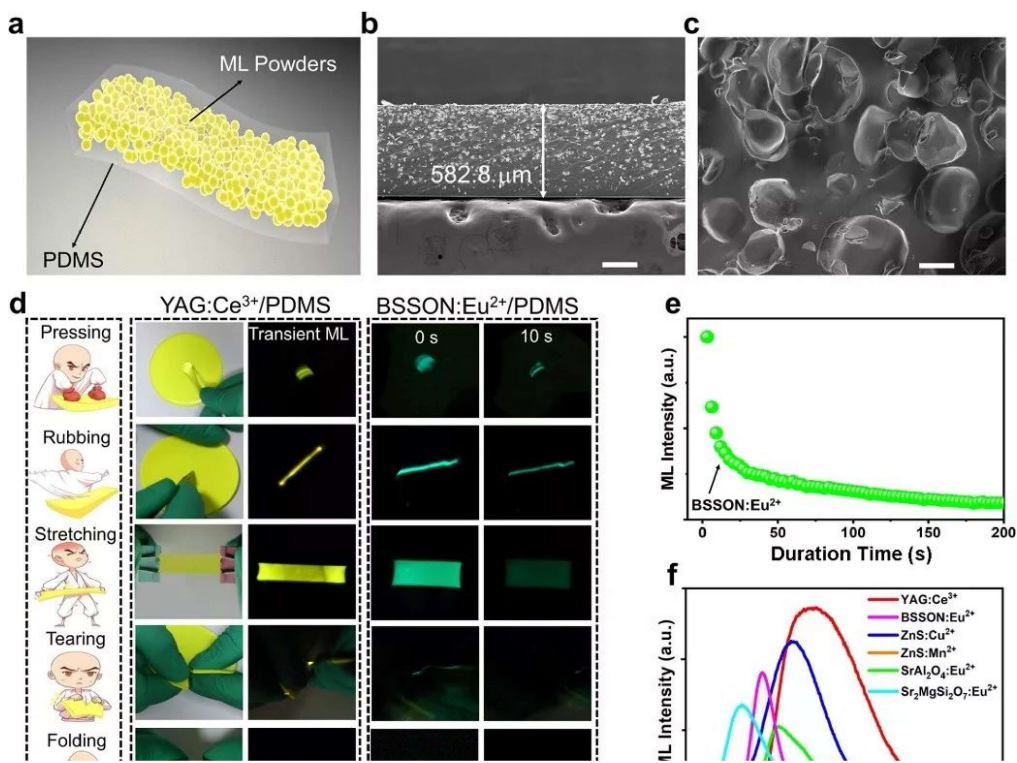 a
ML Powders
PDMS
b
582.8 μm
c
d
YAG:Ce³⁺/PDMS
BSSON:Eu²⁺/PDMS
Pressing
Transient ML
0 s
10 s
Rubbing
Stretching
Tearing
Folding
e
ML Intensity (a.u.)
BSSON:Eu²⁺
0 50 100 150 200
Duration Time (s)
f
ML Intensity (a.u.)
YAG:Ce³⁺
BSSON:Eu²⁺
ZnS:Cu²⁺
ZnS:Mn²⁺
SrAl₂O₄:Eu²⁺
Sr₂MgSi₂O₇:Eu²⁺